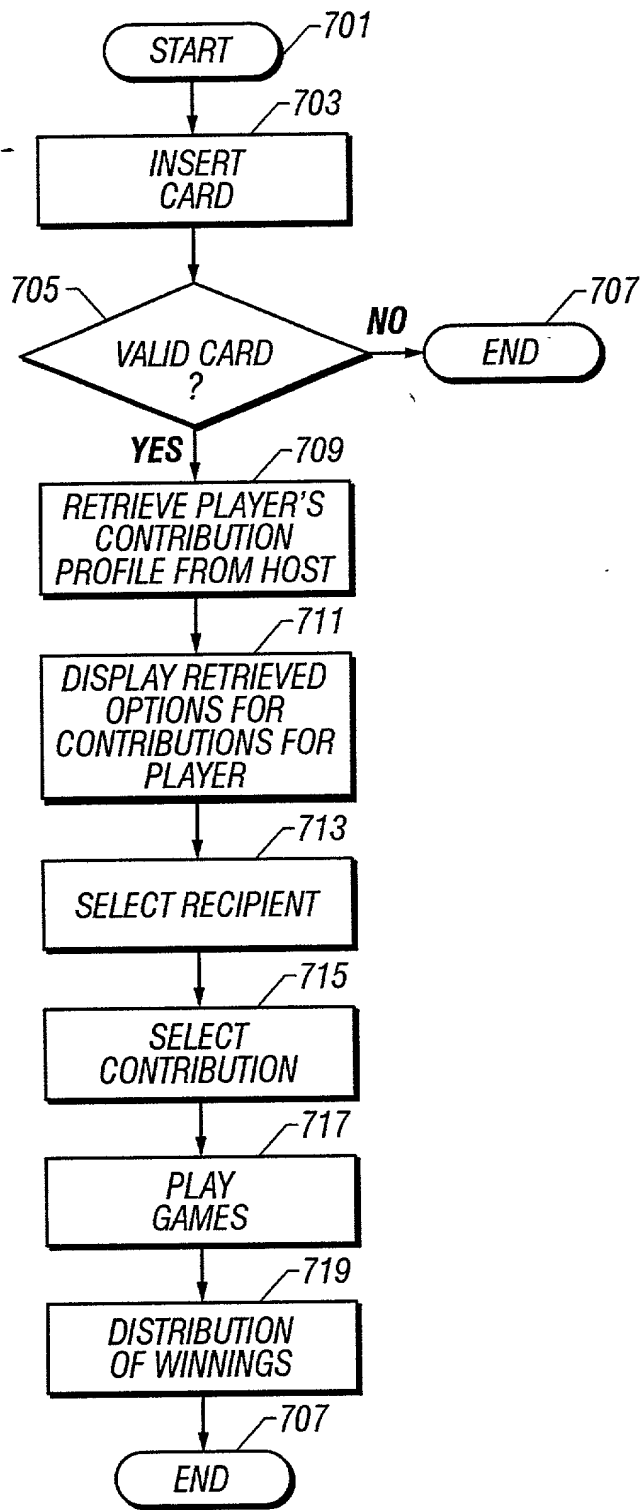 START
701
703
INSERT
CARD
705
VALID CARD
?
NO
707
END
YES
709
RETRIEVE PLAYER'S
CONTRIBUTION
PROFILE FROM HOST
711
DISPLAY RETRIEVED
OPTIONS FOR
CONTRIBUTIONS FOR
PLAYER
713
SELECT RECIPIENT
715
SELECT
CONTRIBUTION
717
PLAY
GAMES
719
DISTRIBUTION
OF WINNINGS
707
END